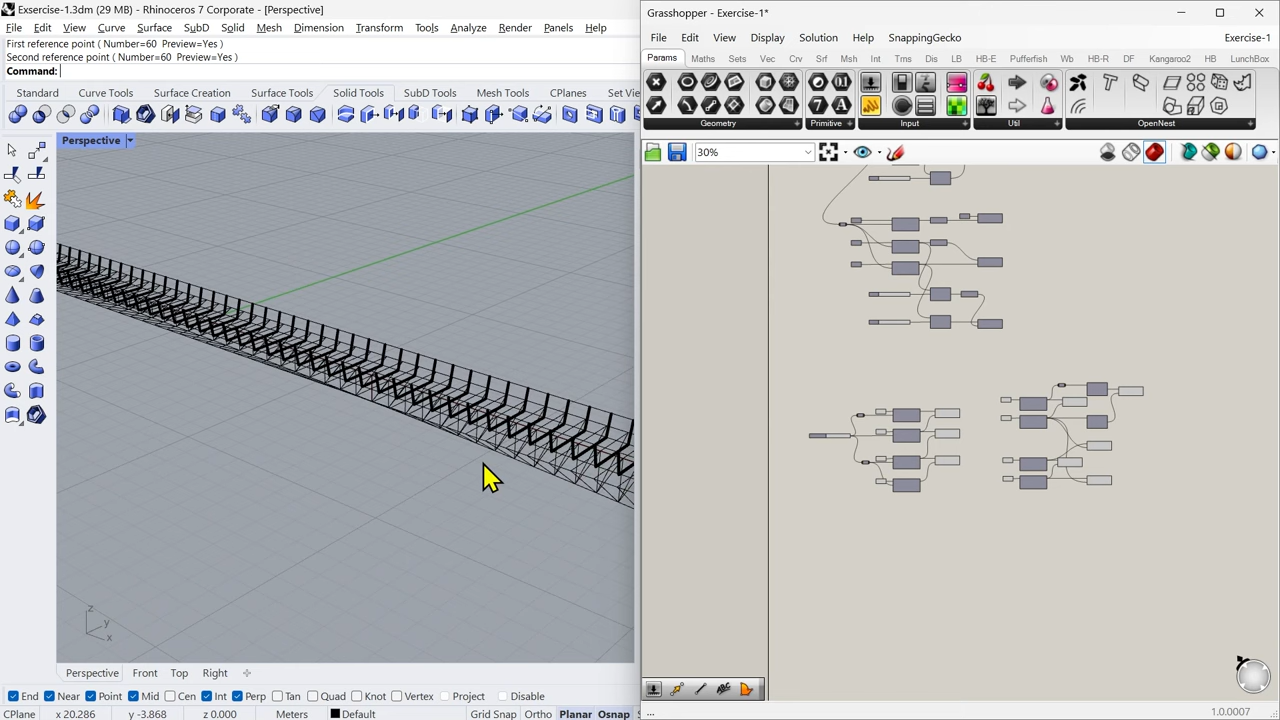 Exsercise-1.3dm (29 MB) - Rhinoceros 7 Corporate - [Perspective]
File Edit View Curve Surface SubD Solid Mesh Dimension Transform Tools Analyze Render Panels Help
First reference point ( Number=60 Preview=Yes )
Second reference point ( Number=60 Preview=Yes )
Command:
Standard Curve Tools Surface Creation Surface Tools Solid Tools SubD Tools Mesh Tools CPlanes Set Vie
Perspective
z
y
x
Perspective Front Top Right
End Near Point Mid Cen Int Perp Tan Quad Knot Vertex Project Disable
CPlane x 20.286 y -3.868 z 0.000 Meters Default Grid Snap Ortho Planar Osnap
Grasshopper - Exercise-1*
File Edit View Display Solution Help SnappingGecko Exercise-1
Params Maths Sets Vec Crv Srf Msh Int Trns Dis LB HB-E Pufferfish Wb HB-R DF Kangaroo2 HB LunchBox
Geometry Primitive Input Util OpenNest
30%
...
1.0.0007